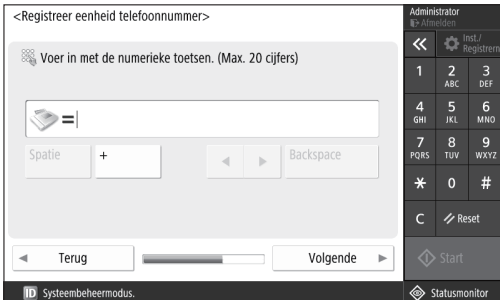 <Registreer eenheid telefoonnummer>
Voer in met de numerieke toetsen. (Max. 20 cijfers)
=
Spatie + Backspace
Terug Volgende
ID Systeembeheermodus.
Administrator
Afmelden
Inst./
Registreren
1 2 3
ABC DEF
4 5 6
GHI JKL MNO
7 8 9
PQRS TUV WXYZ
* 0 #
C Reset
Start
Statusmonitor